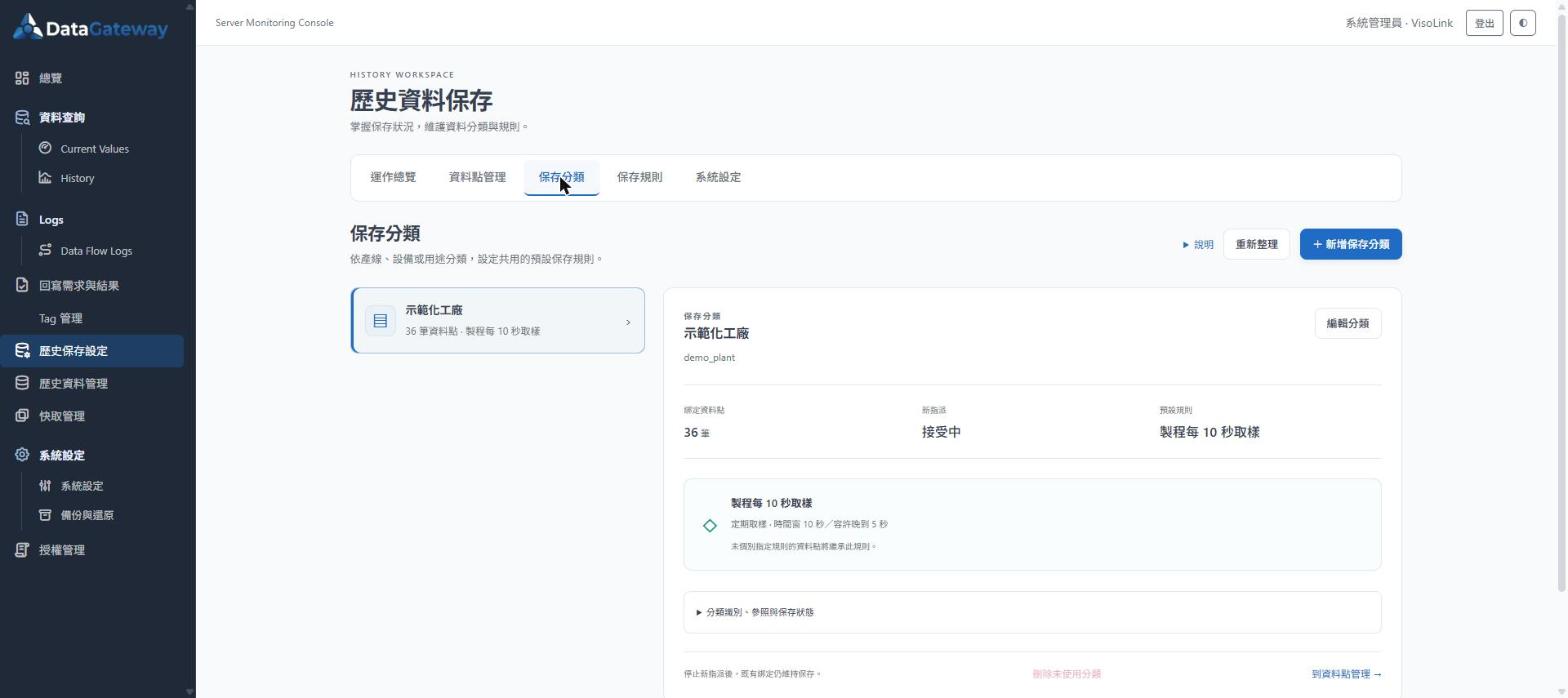 DataGateway
Server Monitoring Console
系統管理員 · VisoLink
登出
總覽
資料查詢
Current Values
History
Logs
Data Flow Logs
回寫需求與結果
Tag 管理
歷史保存設定
歷史資料管理
快取管理
系統設定
系統設定
備份與還原
授權管理
HISTORY WORKSPACE
歷史資料保存
掌握保存狀況，維護資料分類與規則。
運作總覽
資料點管理
保存分類
保存規則
系統設定
保存分類
依產線、設備或用途分類，設定共用的預設保存規則。
▶ 說明
重新整理
＋ 新增保存分類
示範化工廠
36 筆資料點 · 製程每 10 秒取樣
›
保存分類
示範化工廠
demo_plant
編輯分類
綁定資料點
36 筆
新指派
接受中
預設規則
製程每 10 秒取樣
製程每 10 秒取樣
定期取樣 · 時間窗 10 秒／容許晚到 5 秒
未個別指定規則的資料點將繼承此規則。
▶ 分類識別、參照與保存狀態
停止新指派後，既有綁定仍維持保存。
刪除未使用分類
到資料點管理 →